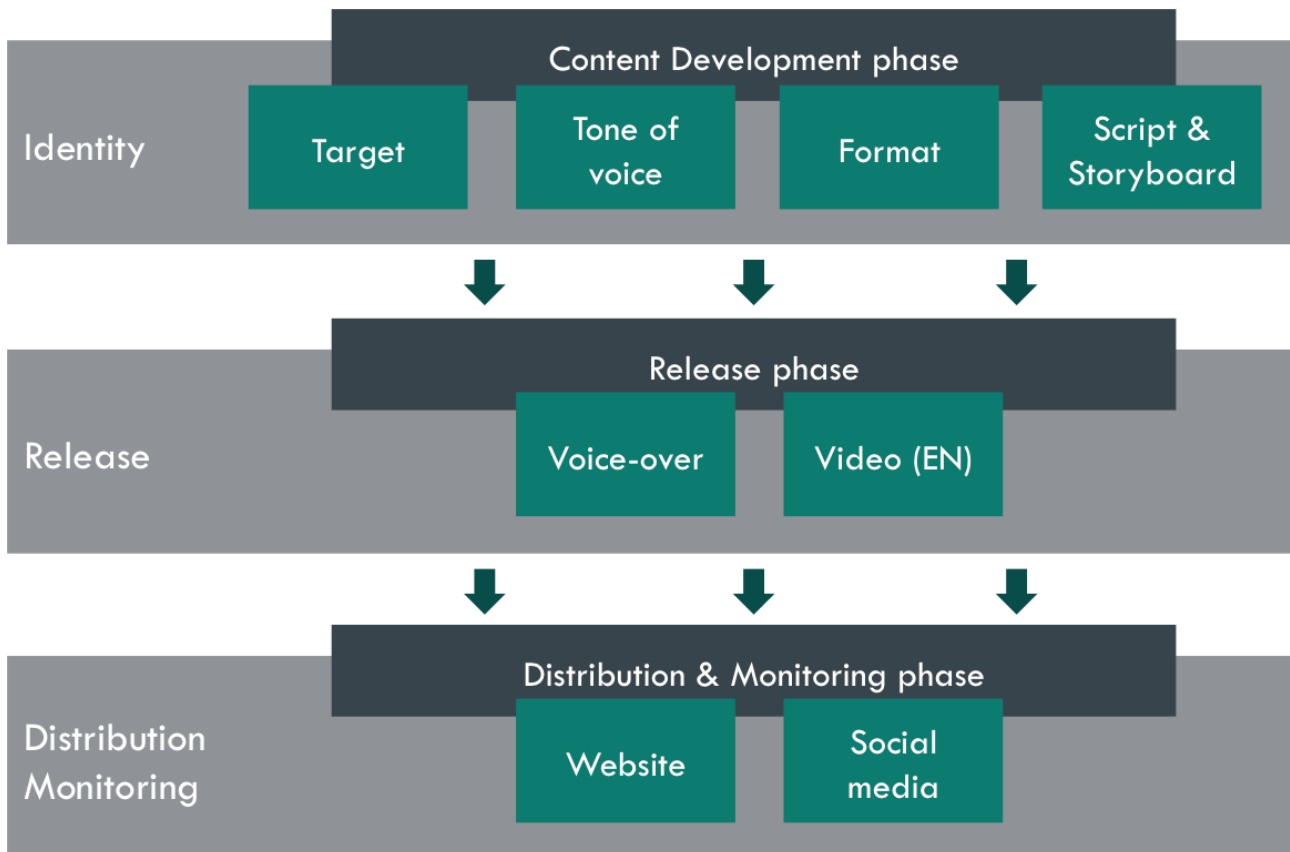 Content Development phase
Identity
Target
Tone of
voice
Format
Script &
Storyboard
Release phase
Release
Voice-over
Video (EN)
Distribution & Monitoring phase
Distribution
Monitoring
Website
Social
media